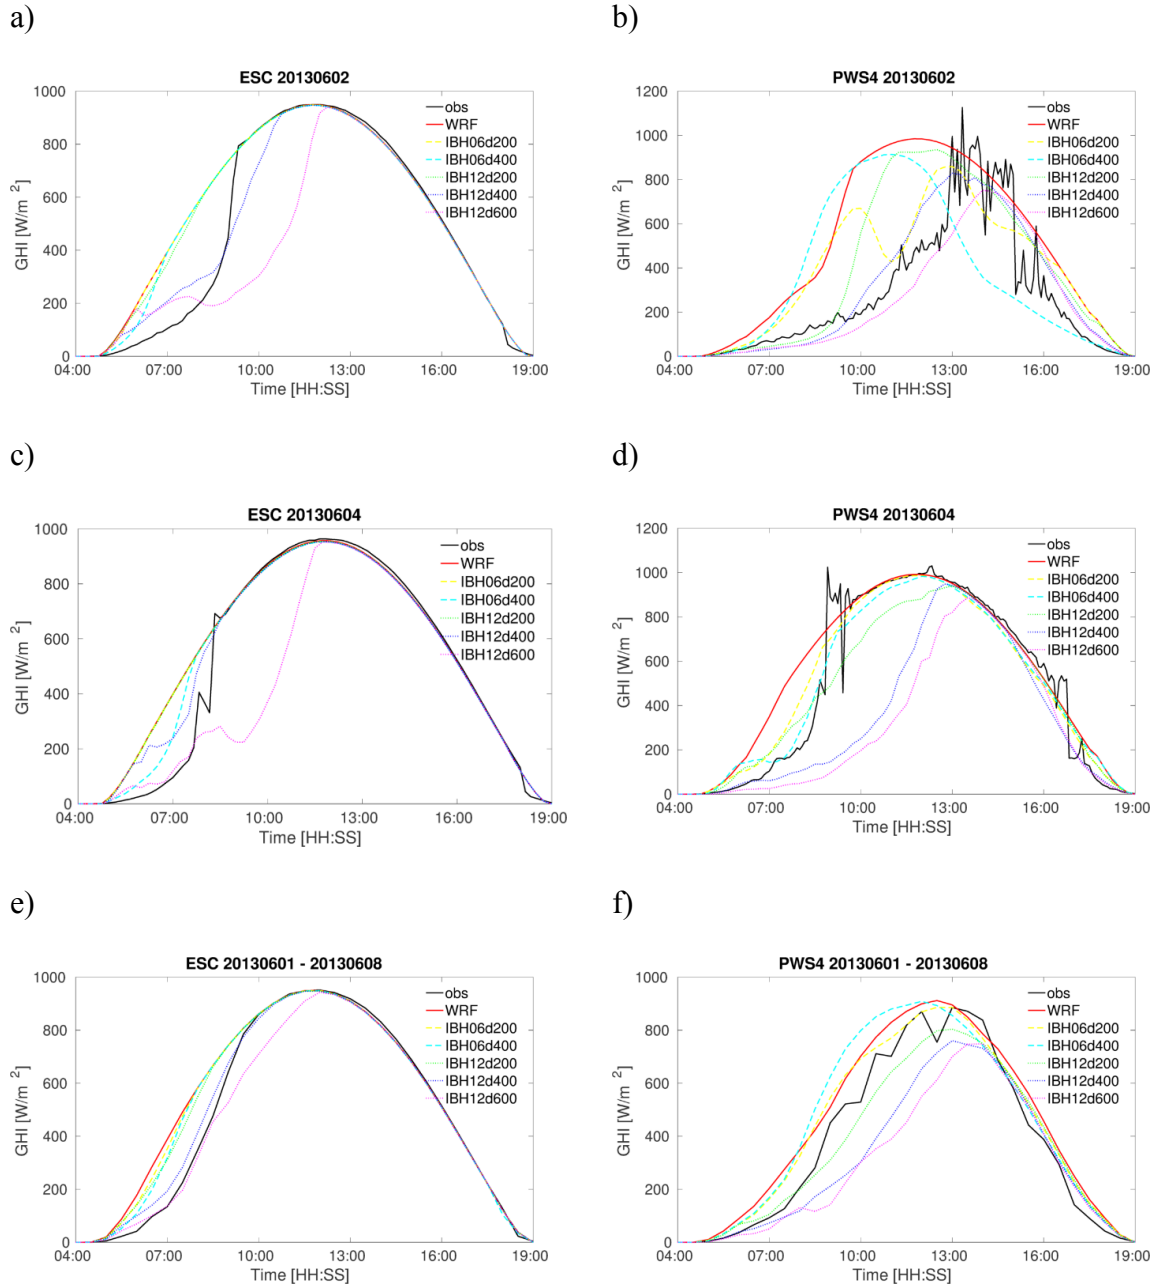 a)
b)
ESC 20130602
GHI [W/m 2]
1000
800
600
400
200
0
04:00 07:00 10:00 13:00 16:00 19:00
Time [HH:SS]
obs
WRF
IBH06d200
IBH06d400
IBH12d200
IBH12d400
IBH12d600
PWS4 20130602
GHI [W/m 2]
1200
1000
800
600
400
200
0
04:00 07:00 10:00 13:00 16:00 19:00
Time [HH:SS]
obs
WRF
IBH06d200
IBH06d400
IBH12d200
IBH12d400
IBH12d600
c)
d)
ESC 20130604
GHI [W/m 2]
1000
800
600
400
200
0
04:00 07:00 10:00 13:00 16:00 19:00
Time [HH:SS]
obs
WRF
IBH06d200
IBH06d400
IBH12d200
IBH12d400
IBH12d600
PWS4 20130604
GHI [W/m 2]
1200
1000
800
600
400
200
0
04:00 07:00 10:00 13:00 16:00 19:00
Time [HH:SS]
obs
WRF
IBH06d200
IBH06d400
IBH12d200
IBH12d400
IBH12d600
e)
f)
ESC 20130601 - 20130608
GHI [W/m 2]
1000
800
600
400
200
0
04:00 07:00 10:00 13:00 16:00 19:00
Time [HH:SS]
obs
WRF
IBH06d200
IBH06d400
IBH12d200
IBH12d400
IBH12d600
PWS4 20130601 - 20130608
GHI [W/m 2]
1000
800
600
400
200
0
04:00 07:00 10:00 13:00 16:00 19:00
Time [HH:SS]
obs
WRF
IBH06d200
IBH06d400
IBH12d200
IBH12d400
IBH12d600